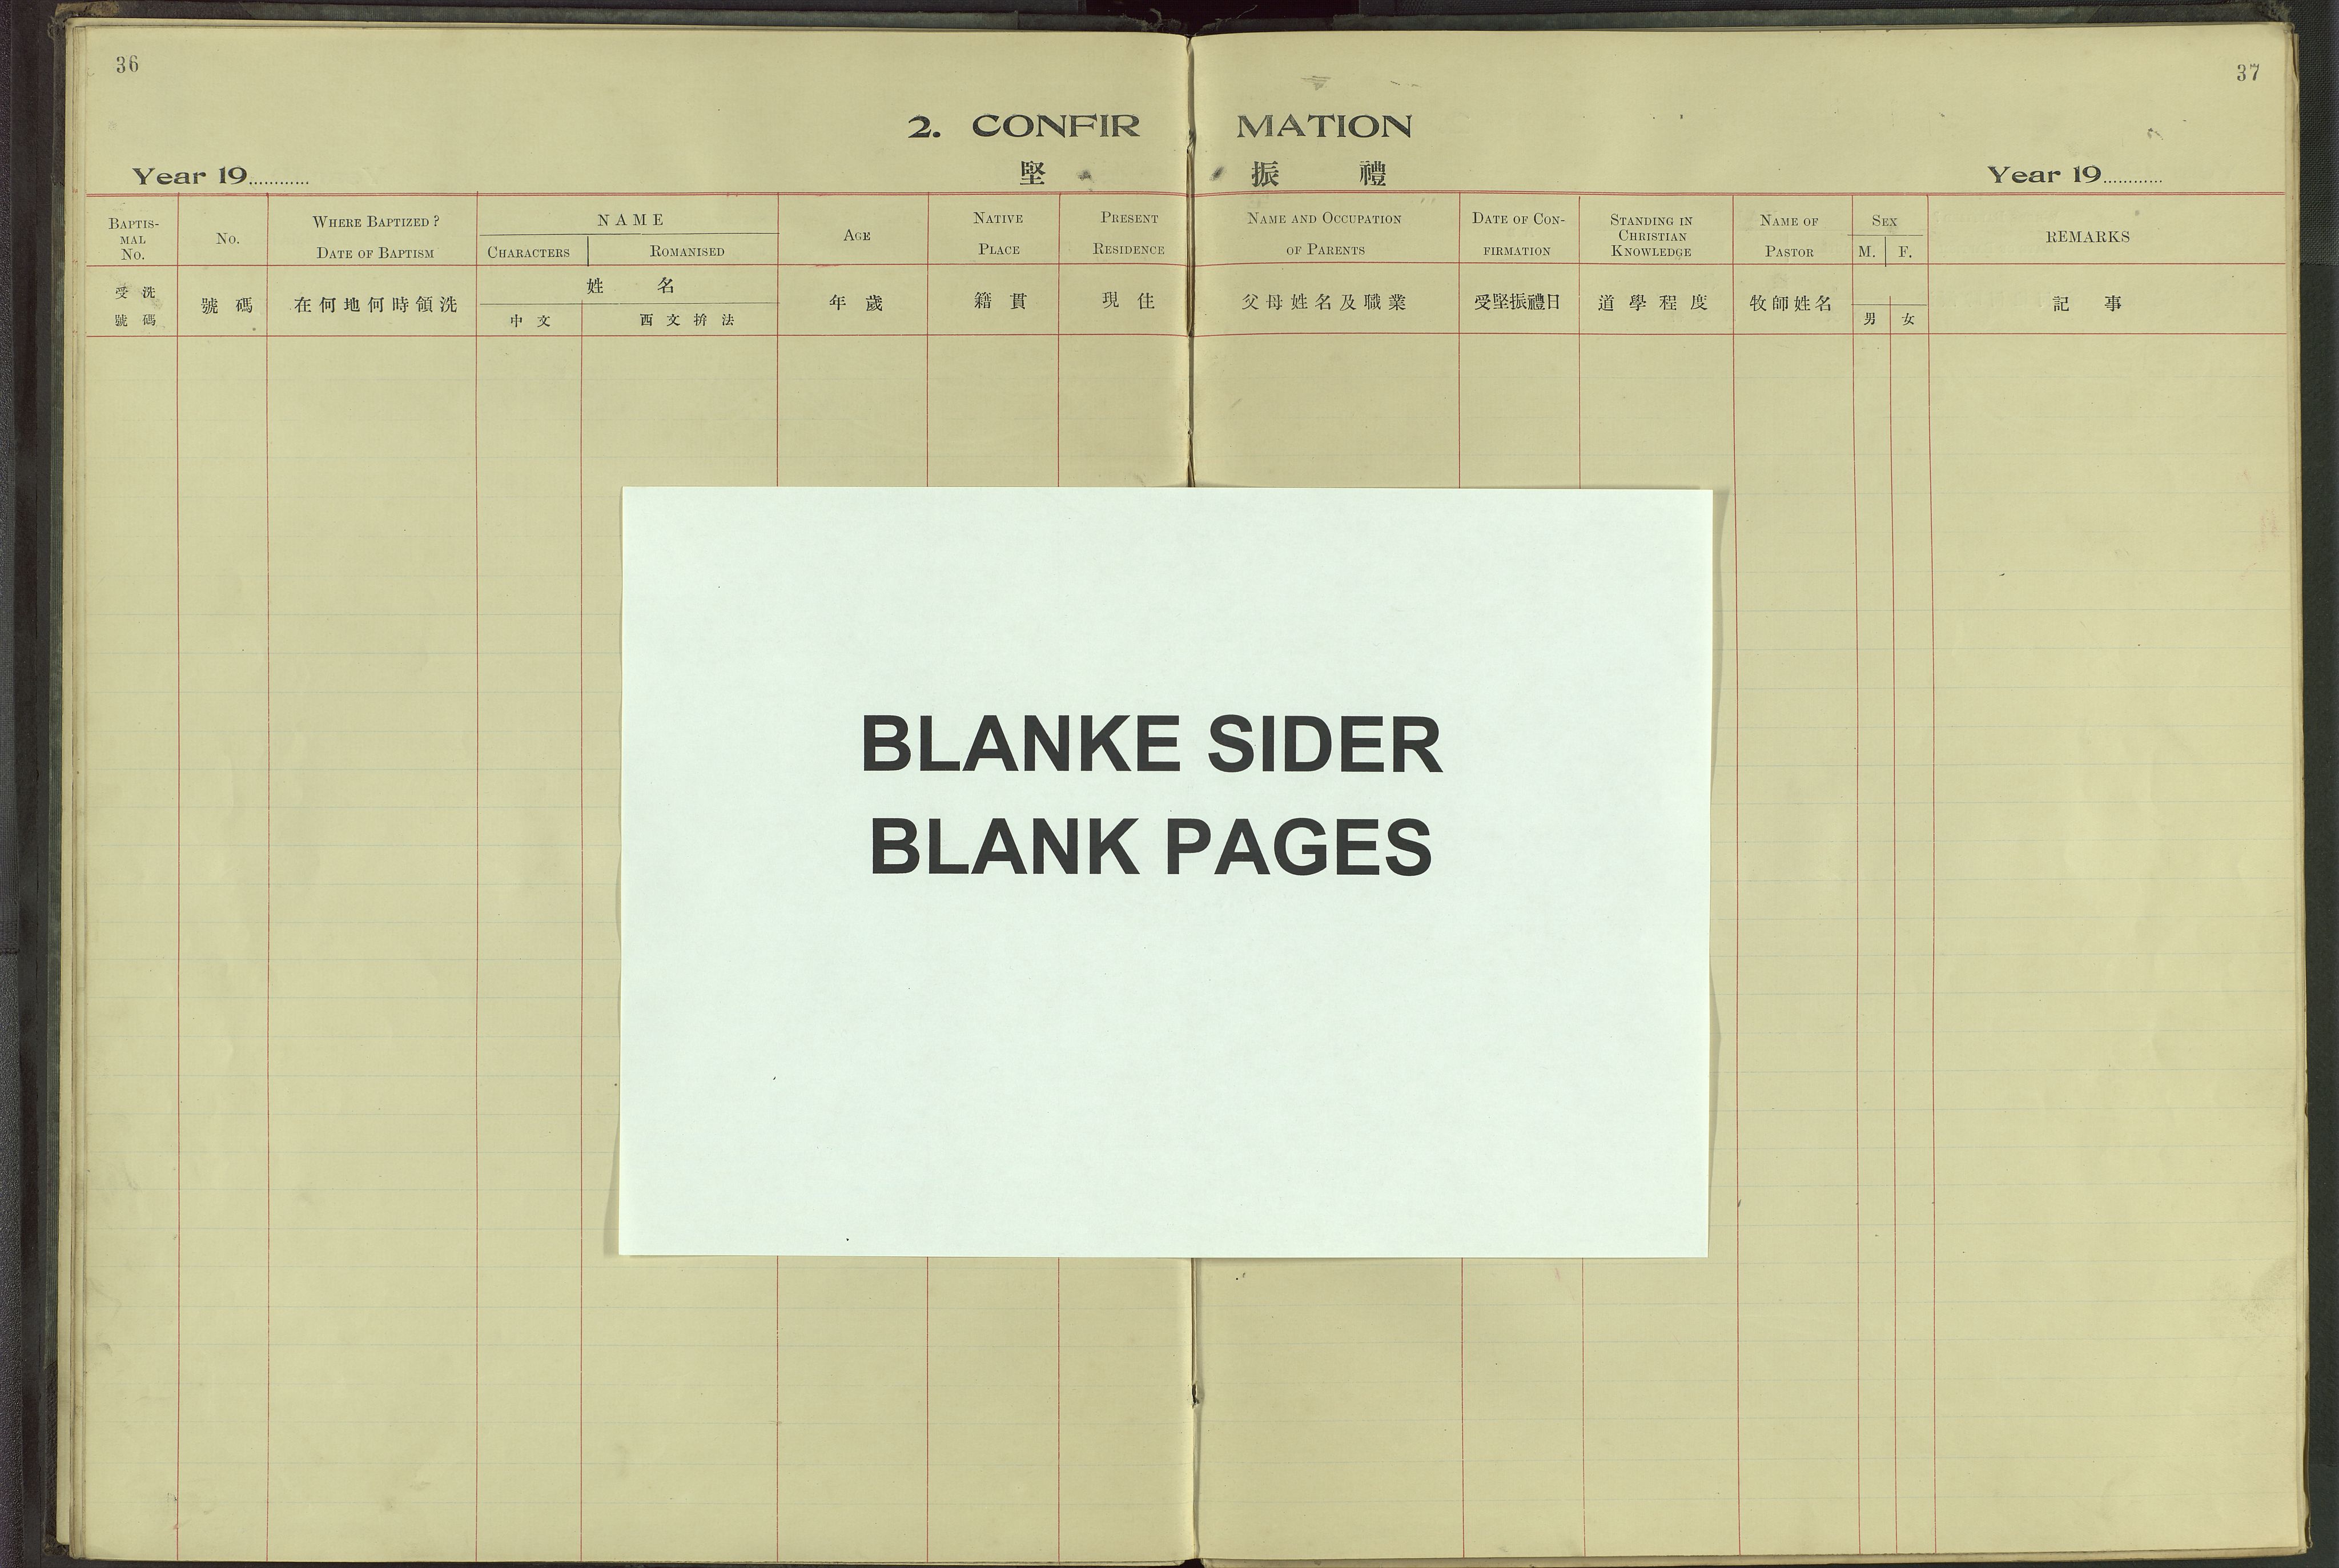 36
37
2. CONFIR MATION
堅 振 禮
Year 19............
Year 19............
BAPTIS-
MAL
No.
No.
WHERE BAPTIZED?
DATE OF BAPTISM
NAME
CHARACTERS
ROMANISED
AGE
NATIVE
PLACE
PRESENT
RESIDENCE
NAME AND OCCUPATION
OF PARENTS
DATE OF CON-
FIRMATION
STANDING IN
CHRISTIAN
KNOWLEDGE
NAME OF
PASTOR
SEX
M.
F.
REMARKS
受洗
號碼
號碼
在何地何時領洗
姓名
中文
西文拚法
年歲
籍貫
現住
父母姓名及職業
受堅振禮日
道學程度
牧師姓名
男
女
記事
BLANKE SIDER
BLANK PAGES